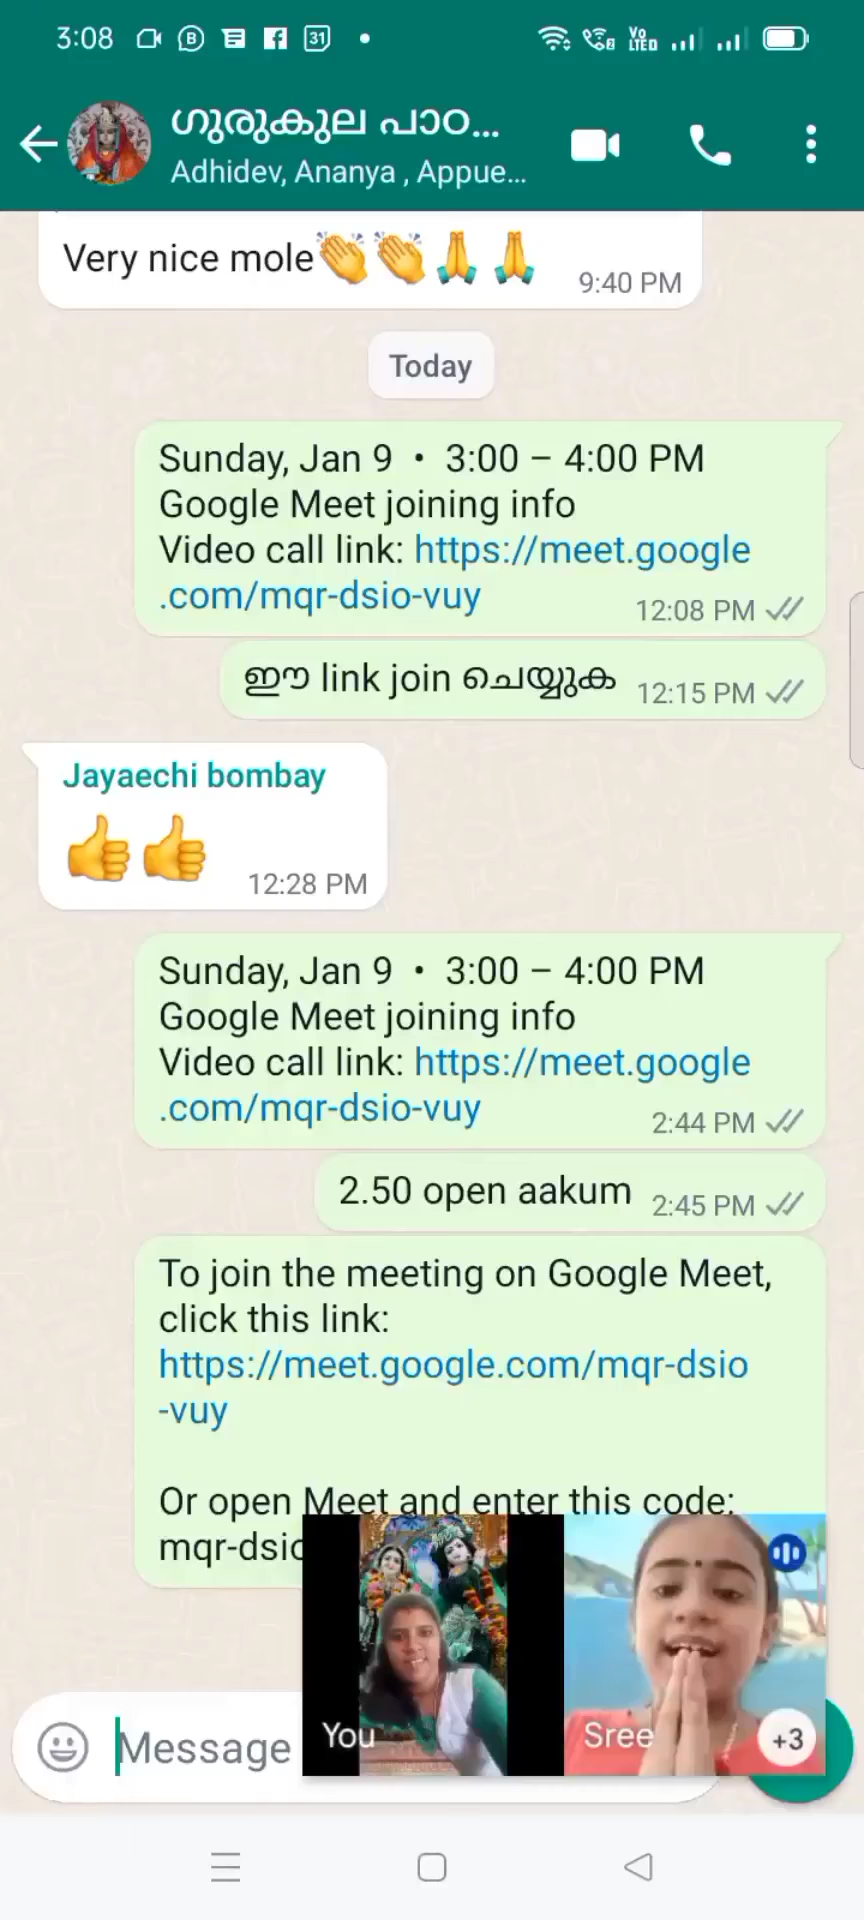 3:08
31
Vo
LTED
ഗുരുകുല പാഠ...
Adhidev, Ananya , Appue...
Very nice mole👏👏🙏🙏
9:40 PM
Today
Sunday, Jan 9 • 3:00 – 4:00 PM
Google Meet joining info
Video call link: https://meet.google
.com/mqr-dsio-vuy
12:08 PM
ഈ link join ചെയ്യുക
12:15 PM
Jayaechi bombay
👍👍
12:28 PM
Sunday, Jan 9 • 3:00 – 4:00 PM
Google Meet joining info
Video call link: https://meet.google
.com/mqr-dsio-vuy
2:44 PM
2.50 open aakum
2:45 PM
To join the meeting on Google Meet,
click this link:
https://meet.google.com/mqr-dsio
-vuy
Or open Meet and enter this code:
mqr-dsio
You
Sree
+3
Message